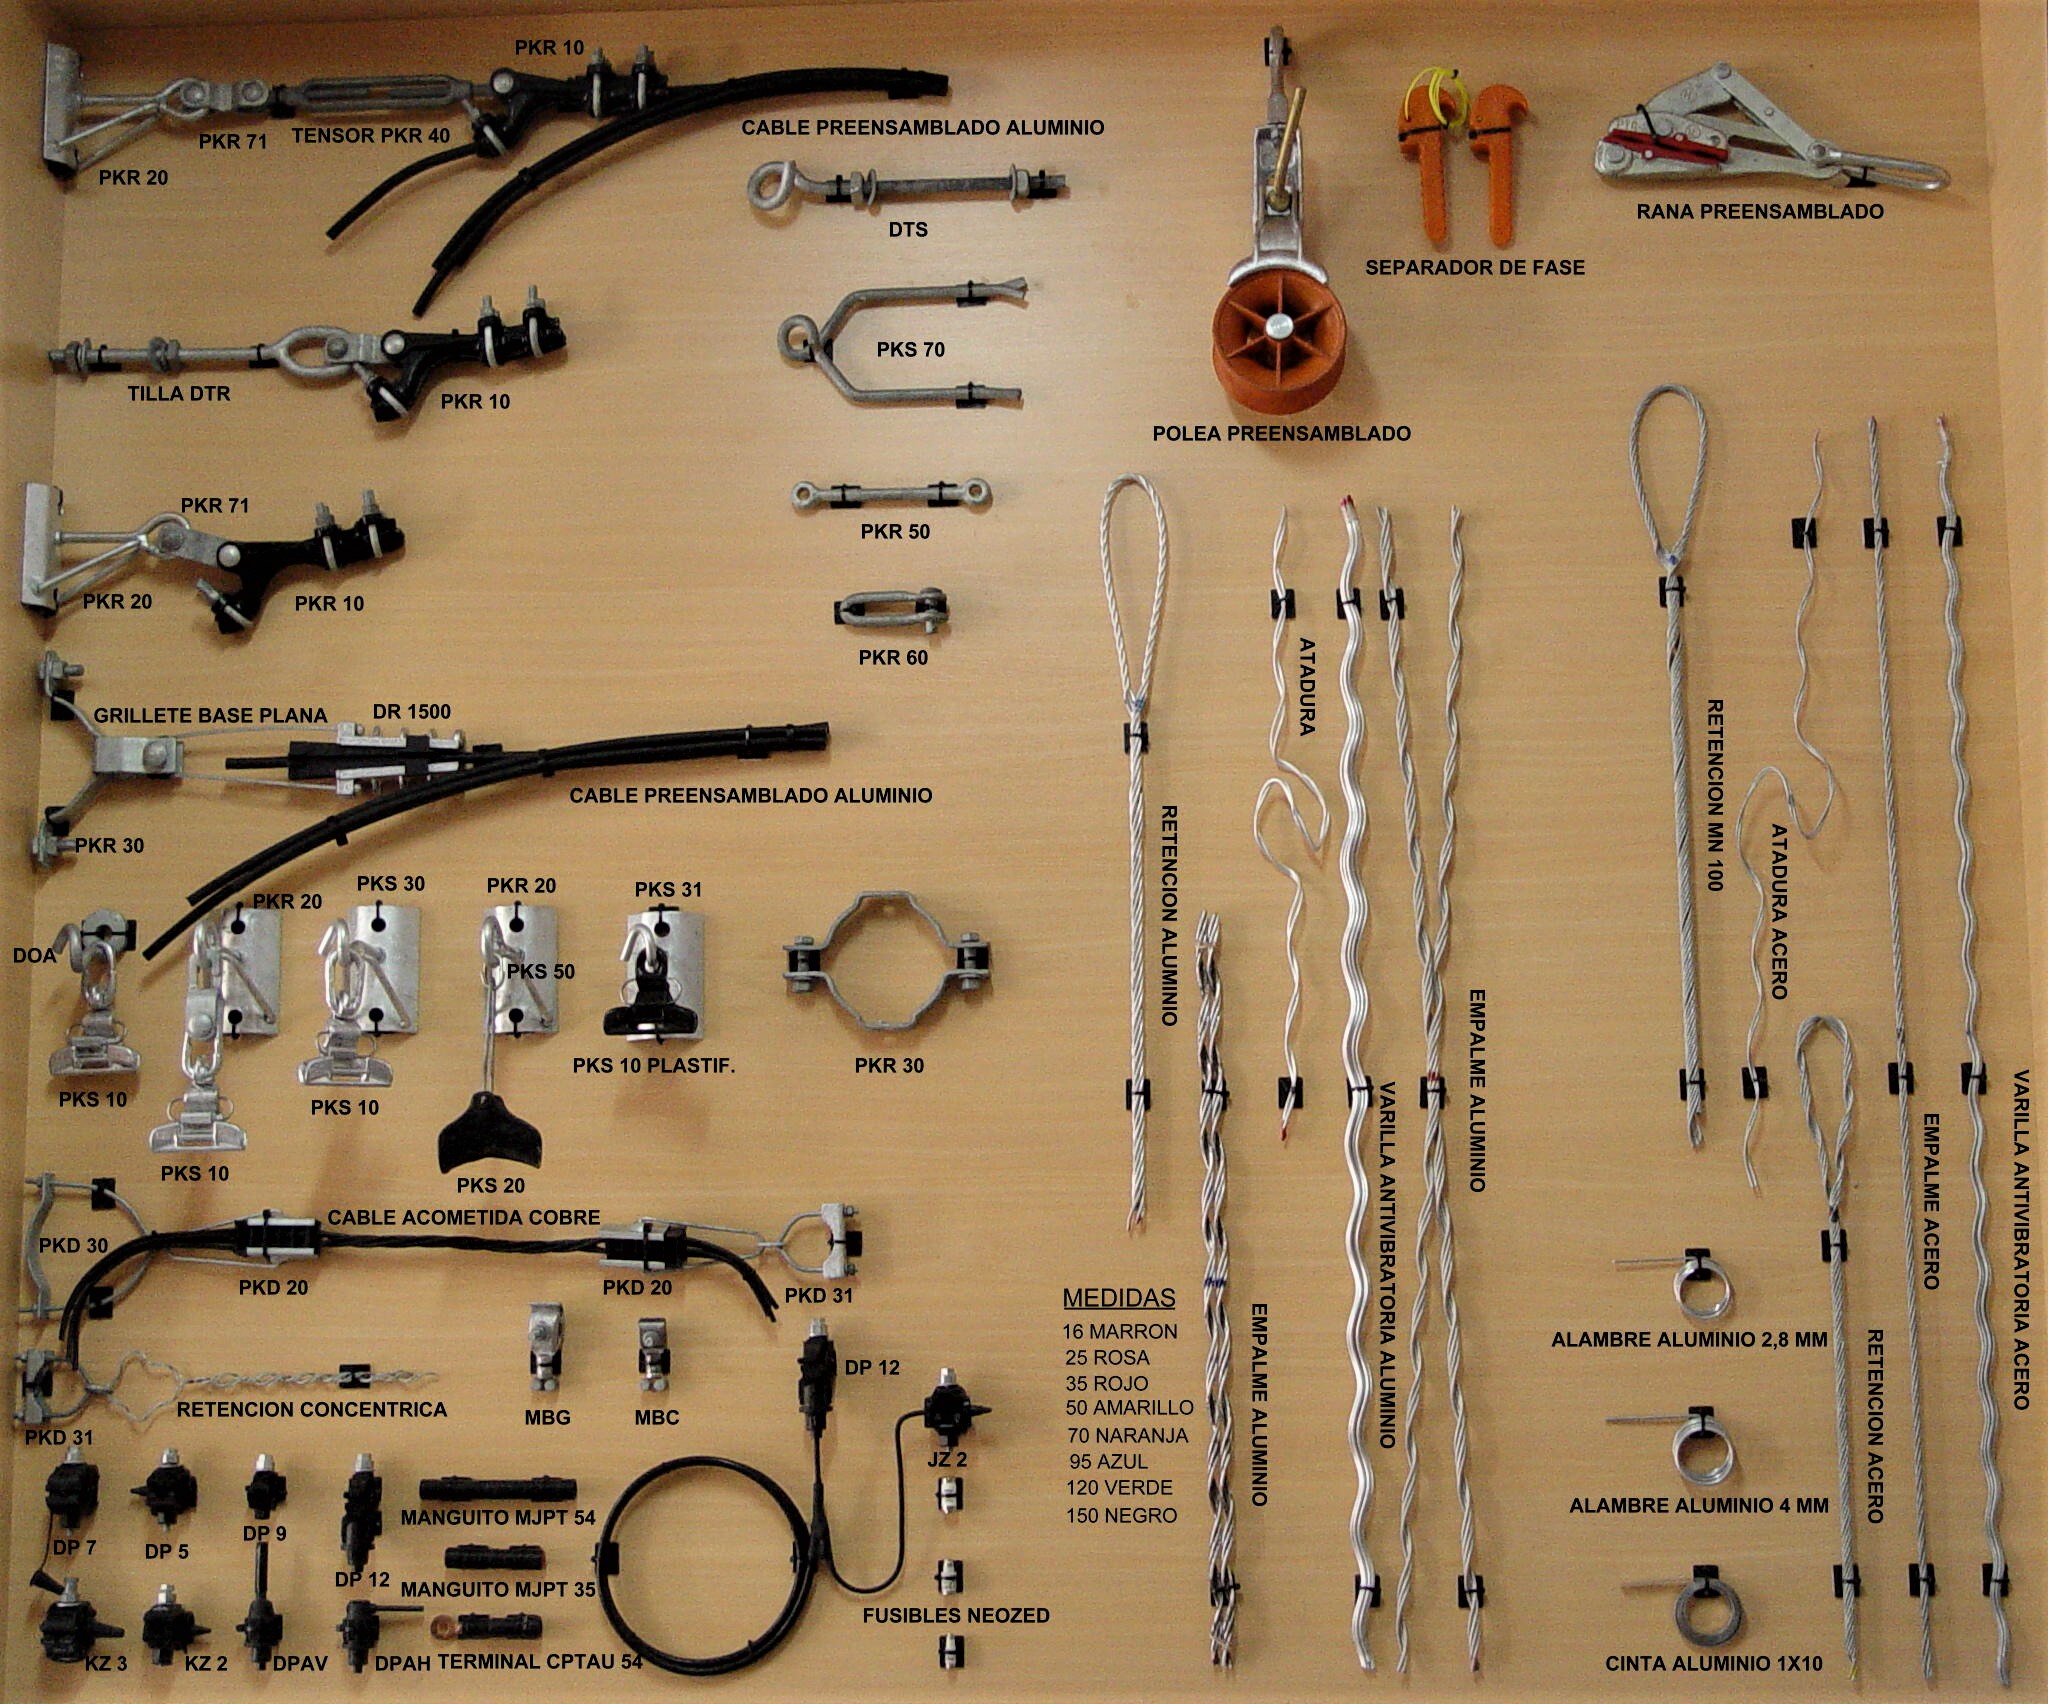 PKR 10
PKR 71
TENSOR PKR 40
PKR 20
CABLE PREENSAMBLADO ALUMINIO
DTS
SEPARADOR DE FASE
RANA PREENSAMBLADO
TILLA DTR
PKR 10
PKS 70
POLEA PREENSAMBLADO
PKR 71
PKR 20
PKR 10
PKR 50
PKR 60
GRILLETE BASE PLANA
DR 1500
CABLE PREENSAMBLADO ALUMINIO
PKR 30
PKR 20
PKS 30
PKR 20
PKS 31
DOA
PKS 50
PKS 10
PKS 10
PKS 10
PKS 20
PKS 10 PLASTIF.
PKR 30
CABLE ACOMETIDA COBRE
PKD 30
PKD 20
PKD 20
PKD 31
RETENCION CONCENTRICA
PKD 31
MBG
MBC
DP 12
JZ 2
DP 7
DP 5
DP 9
DP 12
MANGUITO MJPT 54
MANGUITO MJPT 35
KZ 3
KZ 2
DPAV
DPAH
TERMINAL CPTAU 54
FUSIBLES NEOZED
MEDIDAS
16 MARRON
25 ROSA
35 ROJO
50 AMARILLO
70 NARANJA
95 AZUL
120 VERDE
150 NEGRO
RETENCION ALUMINIO
EMPALME ALUMINIO
ATADURA
VARILLA ANTIVIBRATORIA ALUMINIO
EMPALME ALUMINIO
RETENCION MN 100
ATADURA ACERO
RETENCION ACERO
EMPALME ACERO
VARILLA ANTIVIBRATORIA ACERO
ALAMBRE ALUMINIO 2,8 MM
ALAMBRE ALUMINIO 4 MM
CINTA ALUMINIO 1X10